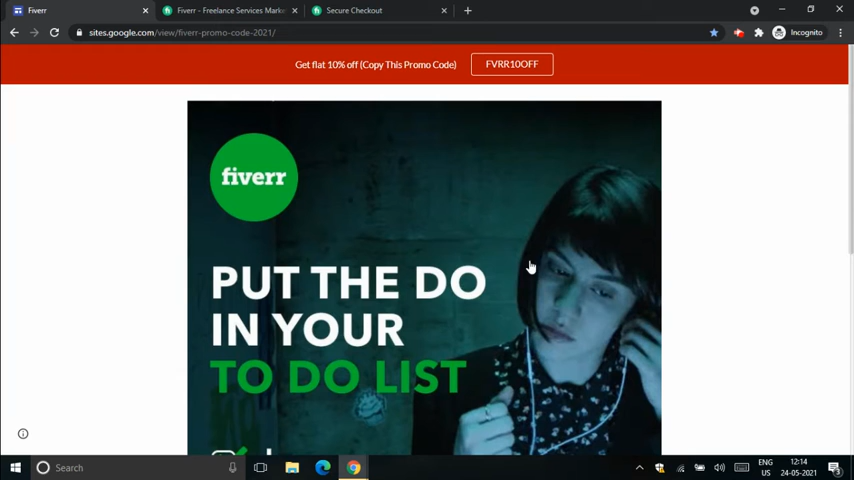 Fiverr
Fiverr - Freelance Services Marke
Secure Checkout
sites.google.com/view/fiverr-promo-code-2021/
Incognito
Get flat 10% off (Copy This Promo Code)
FVRR10OFF
fiverr
PUT THE DO
IN YOUR
TO DO LIST
Search
ENG
US
12:14
24-05-2021
3